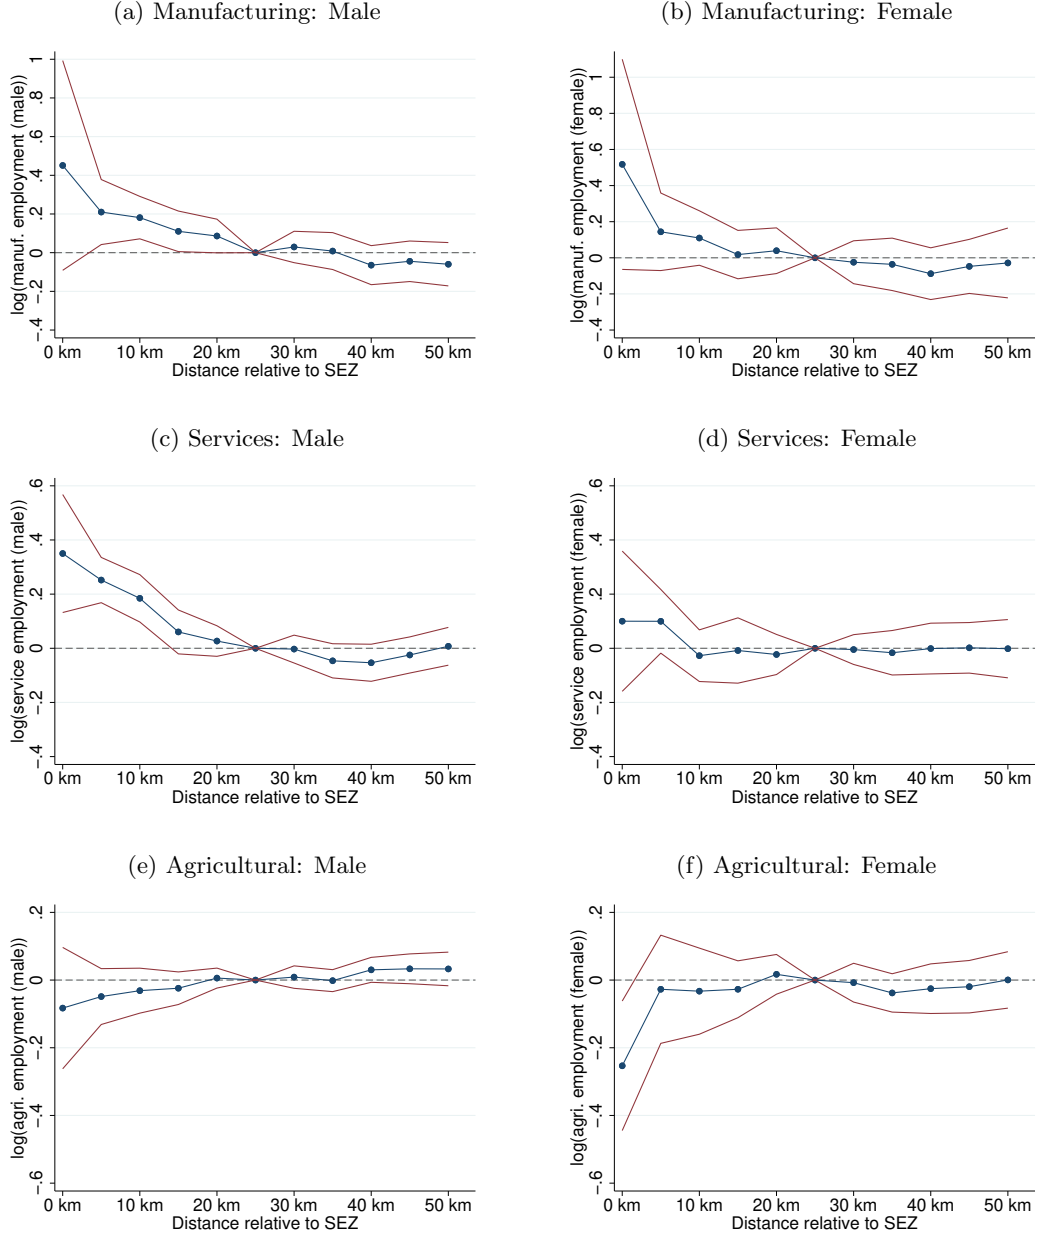 (a) Manufacturing: Male
log(manuf. employment (male))
1
.8
.6
.4
.2
0
-.2
-.4
0 km 10 km 20 km 30 km 40 km 50 km
Distance relative to SEZ
(b) Manufacturing: Female
log(manuf. employment (female))
1
.8
.6
.4
.2
0
-.2
-.4
0 km 10 km 20 km 30 km 40 km 50 km
Distance relative to SEZ
(c) Services: Male
log(service employment (male))
.6
.4
.2
0
-.2
-.4
0 km 10 km 20 km 30 km 40 km 50 km
Distance relative to SEZ
(d) Services: Female
log(service employment (female))
.6
.4
.2
0
-.2
-.4
0 km 10 km 20 km 30 km 40 km 50 km
Distance relative to SEZ
(e) Agricultural: Male
log(agri. employment (male))
.2
0
-.2
-.4
-.6
0 km 10 km 20 km 30 km 40 km 50 km
Distance relative to SEZ
(f) Agricultural: Female
log(agri. employment (female))
.2
0
-.2
-.4
-.6
0 km 10 km 20 km 30 km 40 km 50 km
Distance relative to SEZ